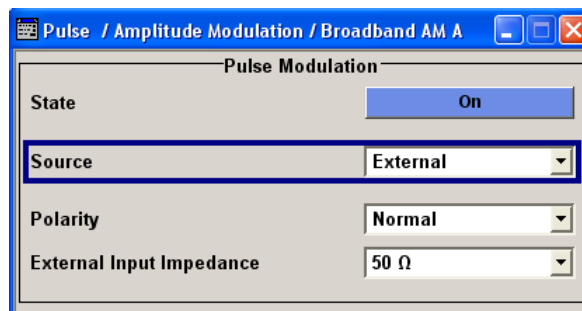 Pulse / Amplitude Modulation / Broadband AM A
Pulse Modulation
State On
Source External
Polarity Normal
External Input Impedance 50 Ω